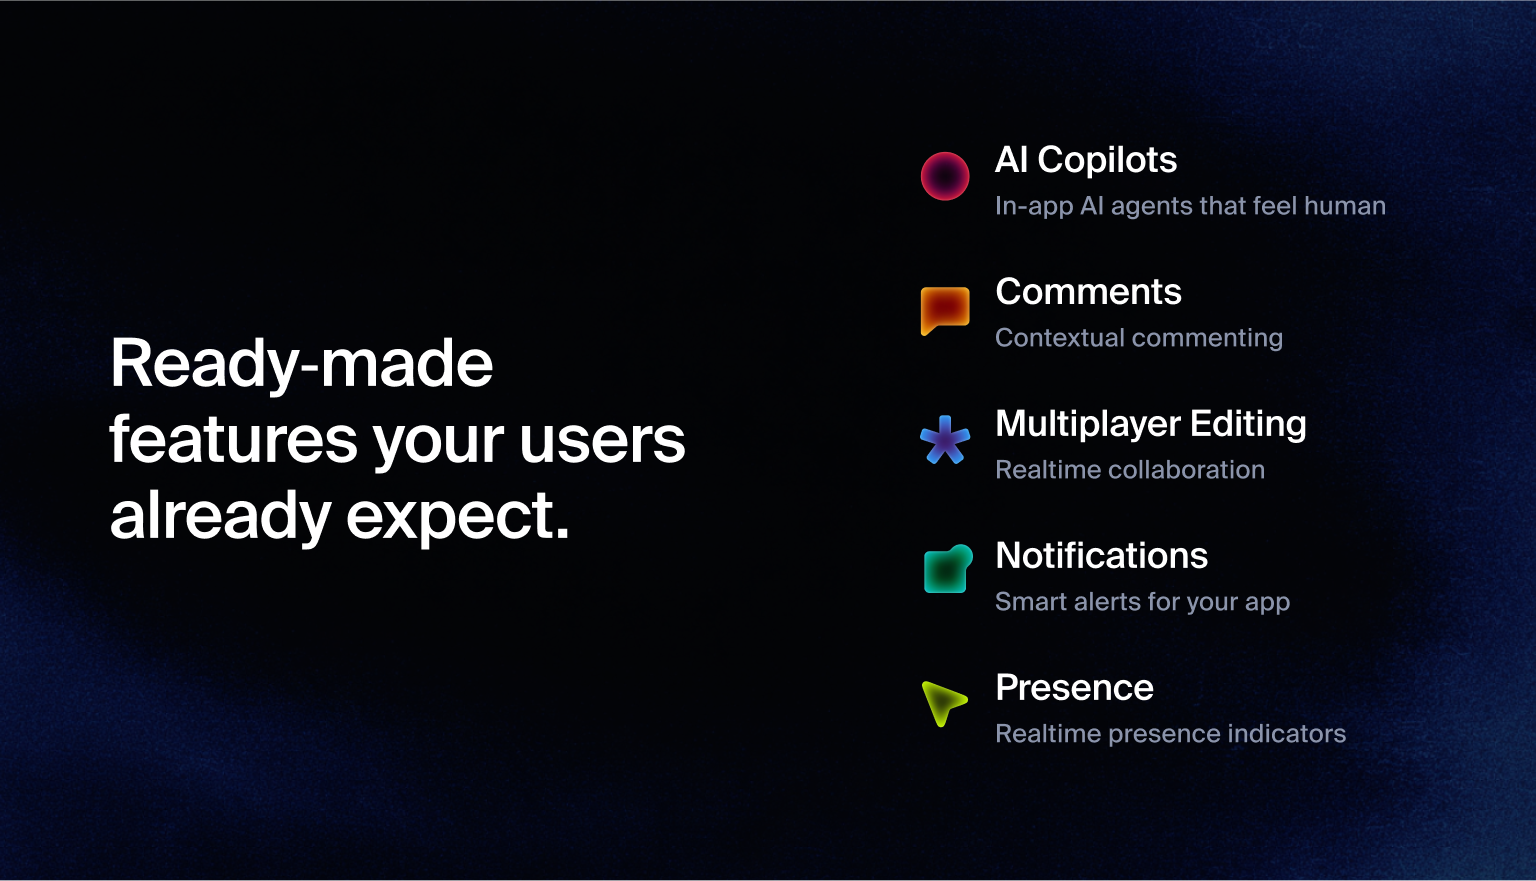 Ready-made
features your users
already expect.
AI Copilots
In-app AI agents that feel human
Comments
Contextual commenting
Multiplayer Editing
Realtime collaboration
Notifications
Smart alerts for your app
Presence
Realtime presence indicators